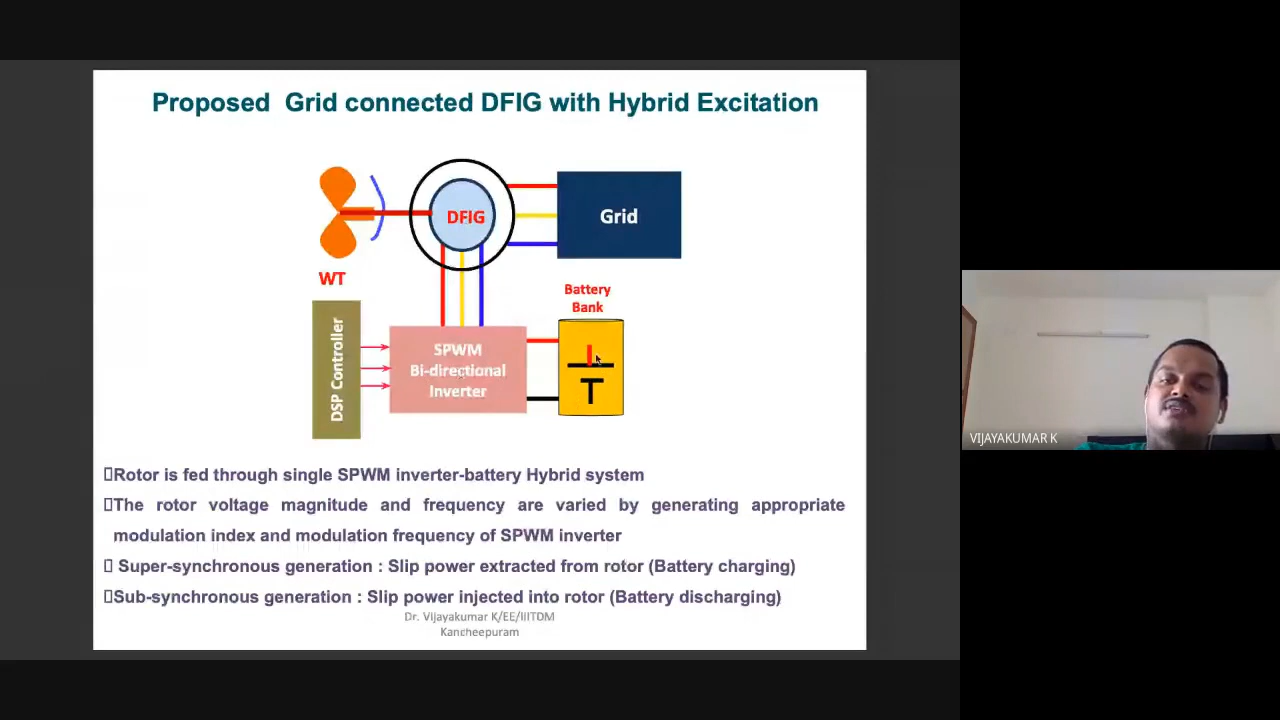 Proposed Grid connected DFIG with Hybrid Excitation
DFIG
Grid
WT
Battery
Bank
DSP Controller
SPWM
Bi-directional
Inverter
Rotor is fed through single SPWM inverter-battery Hybrid system
The rotor voltage magnitude and frequency are varied by generating appropriate
modulation index and modulation frequency of SPWM inverter
Super-synchronous generation : Slip power extracted from rotor (Battery charging)
Sub-synchronous generation : Slip power injected into rotor (Battery discharging)
Dr. Vijayakumar K/EE/IIITDM
Kancheepuram
VIJAYAKUMAR K